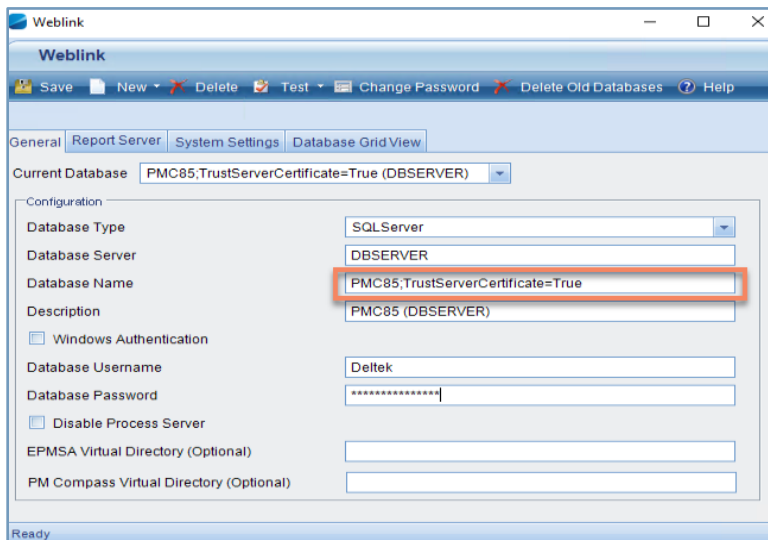 Weblink
Weblink
Save New Delete Test Change Password Delete Old Databases Help
General Report Server System Settings Database Grid View
Current Database PMC85;TrustServerCertificate=True (DBSERVER)
Configuration
Database Type SQLServer
Database Server DBSERVER
Database Name PMC85;TrustServerCertificate=True
Description PMC85 (DBSERVER)
Windows Authentication
Database Username Deltek
Database Password ***************
Disable Process Server
EPMSA Virtual Directory (Optional)
PM Compass Virtual Directory (Optional)
Ready